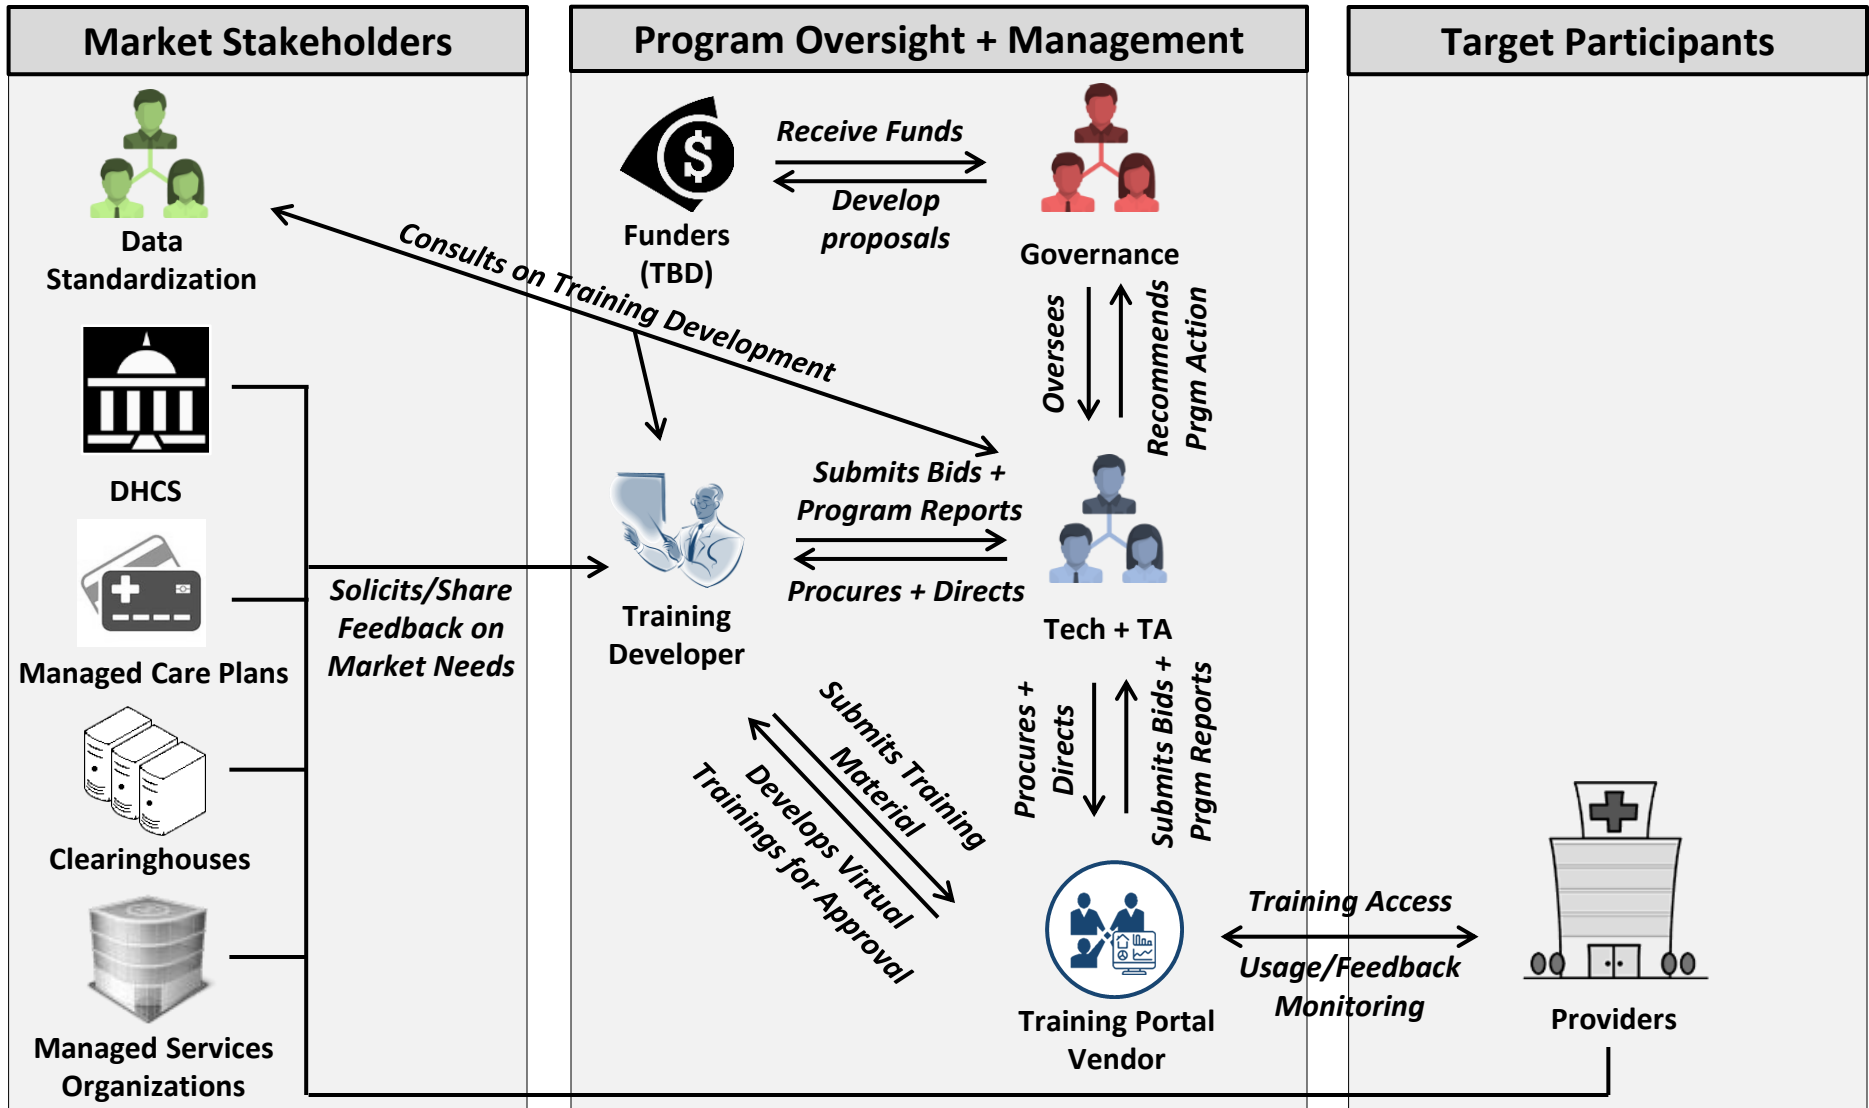 Market Stakeholders
Program Oversight + Management
Target Participants
Data
Standardization
DHCS
Managed Care Plans
Clearinghouses
Managed Services
Organizations
Consults on Training Development
Solicits/Share
Feedback on
Market Needs
$
Funders
(TBD)
Receive Funds
Develop
proposals
Governance
Oversees
Recommends
Prgm Action
Training
Developer
Submits Bids +
Program Reports
Procures + Directs
Tech + TA
Procures +
Directs
Submits Bids +
Prgm Reports
Submits Training
Material
Develops Virtual
Trainings for Approval
Training Portal
Vendor
Training Access
Usage/Feedback
Monitoring
Providers